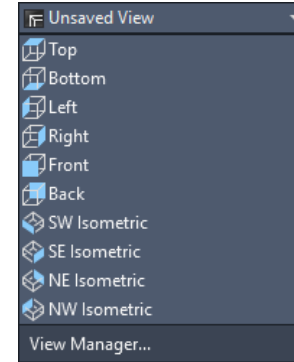 Unsaved View
Top
Bottom
Left
Right
Front
Back
SW Isometric
SE Isometric
NE Isometric
NW Isometric
View Manager...